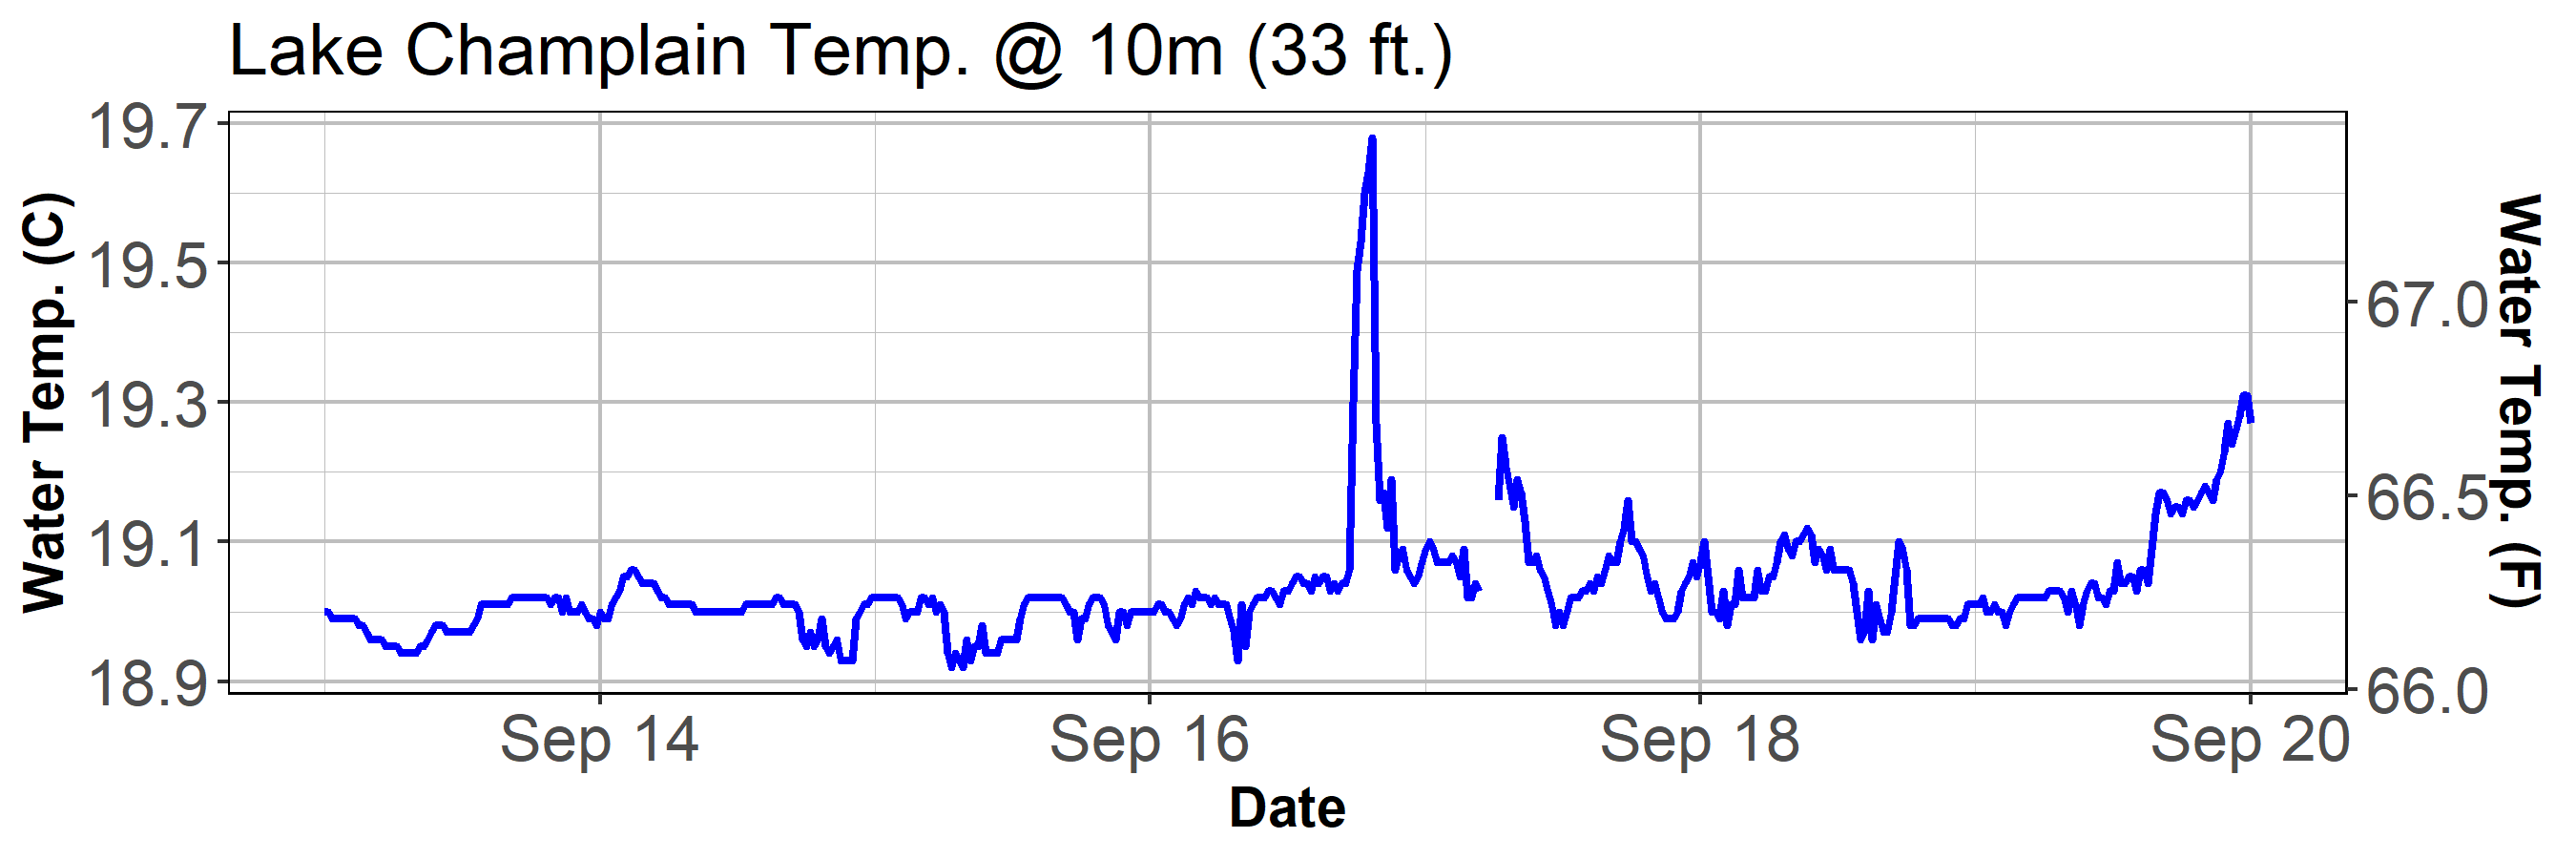 Lake Champlain Temp. @ 10m (33 ft.)
Water Temp. (C)
19.7
19.5
19.3
19.1
18.9
67.0
66.5
66.0
Water Temp. (F)
Sep 14
Sep 16
Sep 18
Sep 20
Date